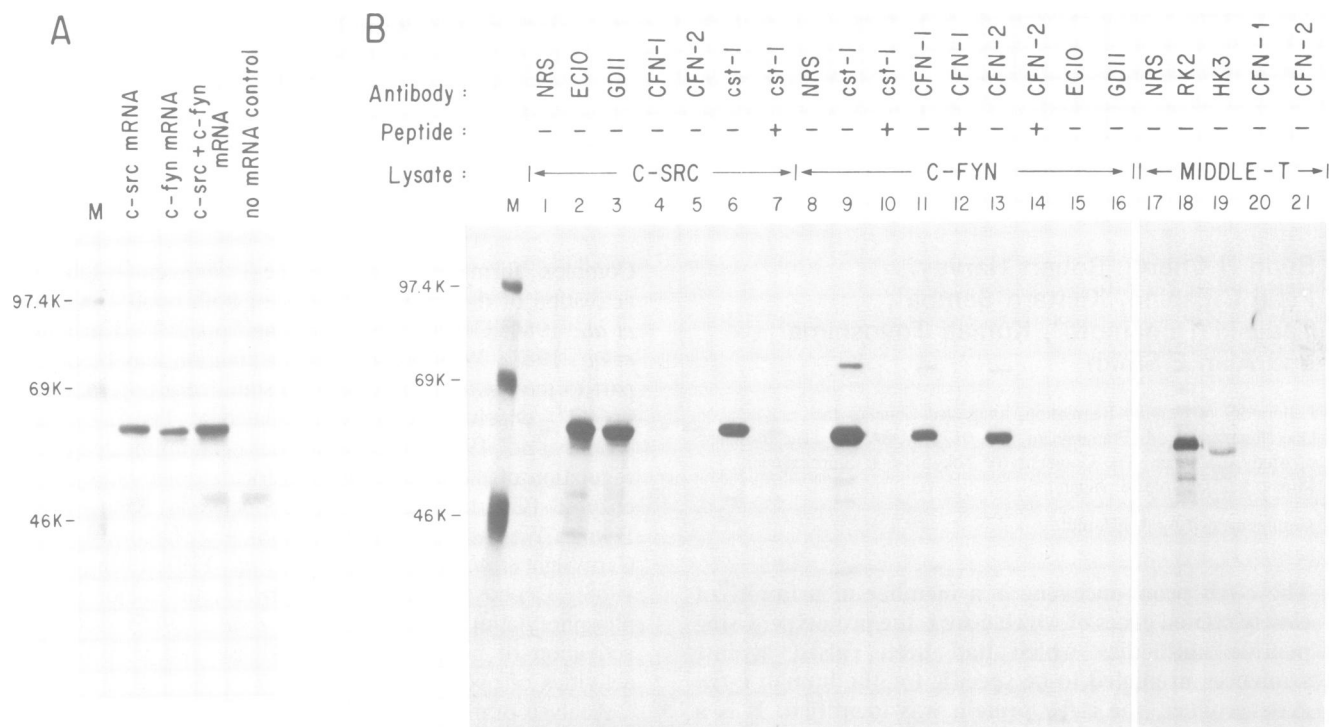 A
M
c-src mRNA
c-fyn mRNA
c-src + c-fyn
mRNA
no mRNA control
97.4K
69K
46K
B
Antibody : NRS EC10 GD11 CFN-1 CFN-2 cst-1 cst-1 NRS cst-1 cst-1 CFN-1 CFN-1 CFN-2 CFN-2 EC10 GD11 NRS RK2 HK3 CFN-1 CFN-2
Peptide : - - - - - - + - - + - + - + - - - - - - -
Lysate : C-SRC C-FYN MIDDLE-T
M 1 2 3 4 5 6 7 8 9 10 11 12 13 14 15 16 17 18 19 20 21
97.4K
69K
46K